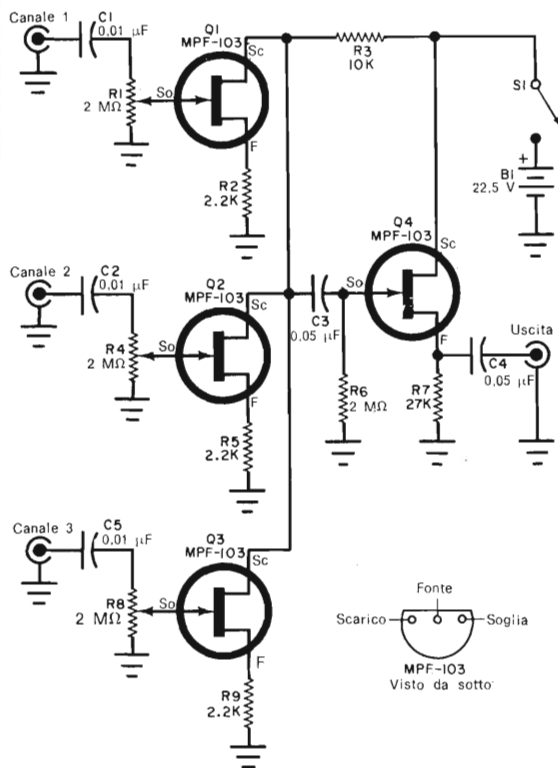 Canale 1
C1
0,01 μF
R1
2 MΩ
So
Q1
MPF-103
Sc
F
R2
2.2K
R3
10K
S1
+
B1
22,5 V
Canale 2
C2
0,01 μF
R4
2 MΩ
So
Q2
MPF-103
Sc
F
R5
2.2K
C3
0,05 μF
So
Q4
MPF-103
Sc
F
R6
2 MΩ
R7
27K
C4
0,05 μF
Uscita
Canale 3
C5
0,01 μF
R8
2 MΩ
So
Q3
MPF-103
Sc
F
R9
2.2K
Fonte
Scarico
Soglia
MPF-103
Visto da sotto